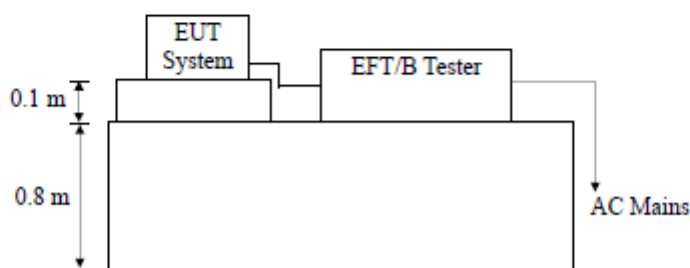 EUT
System
EFT/B Tester
0.1 m
0.8 m
AC Mains